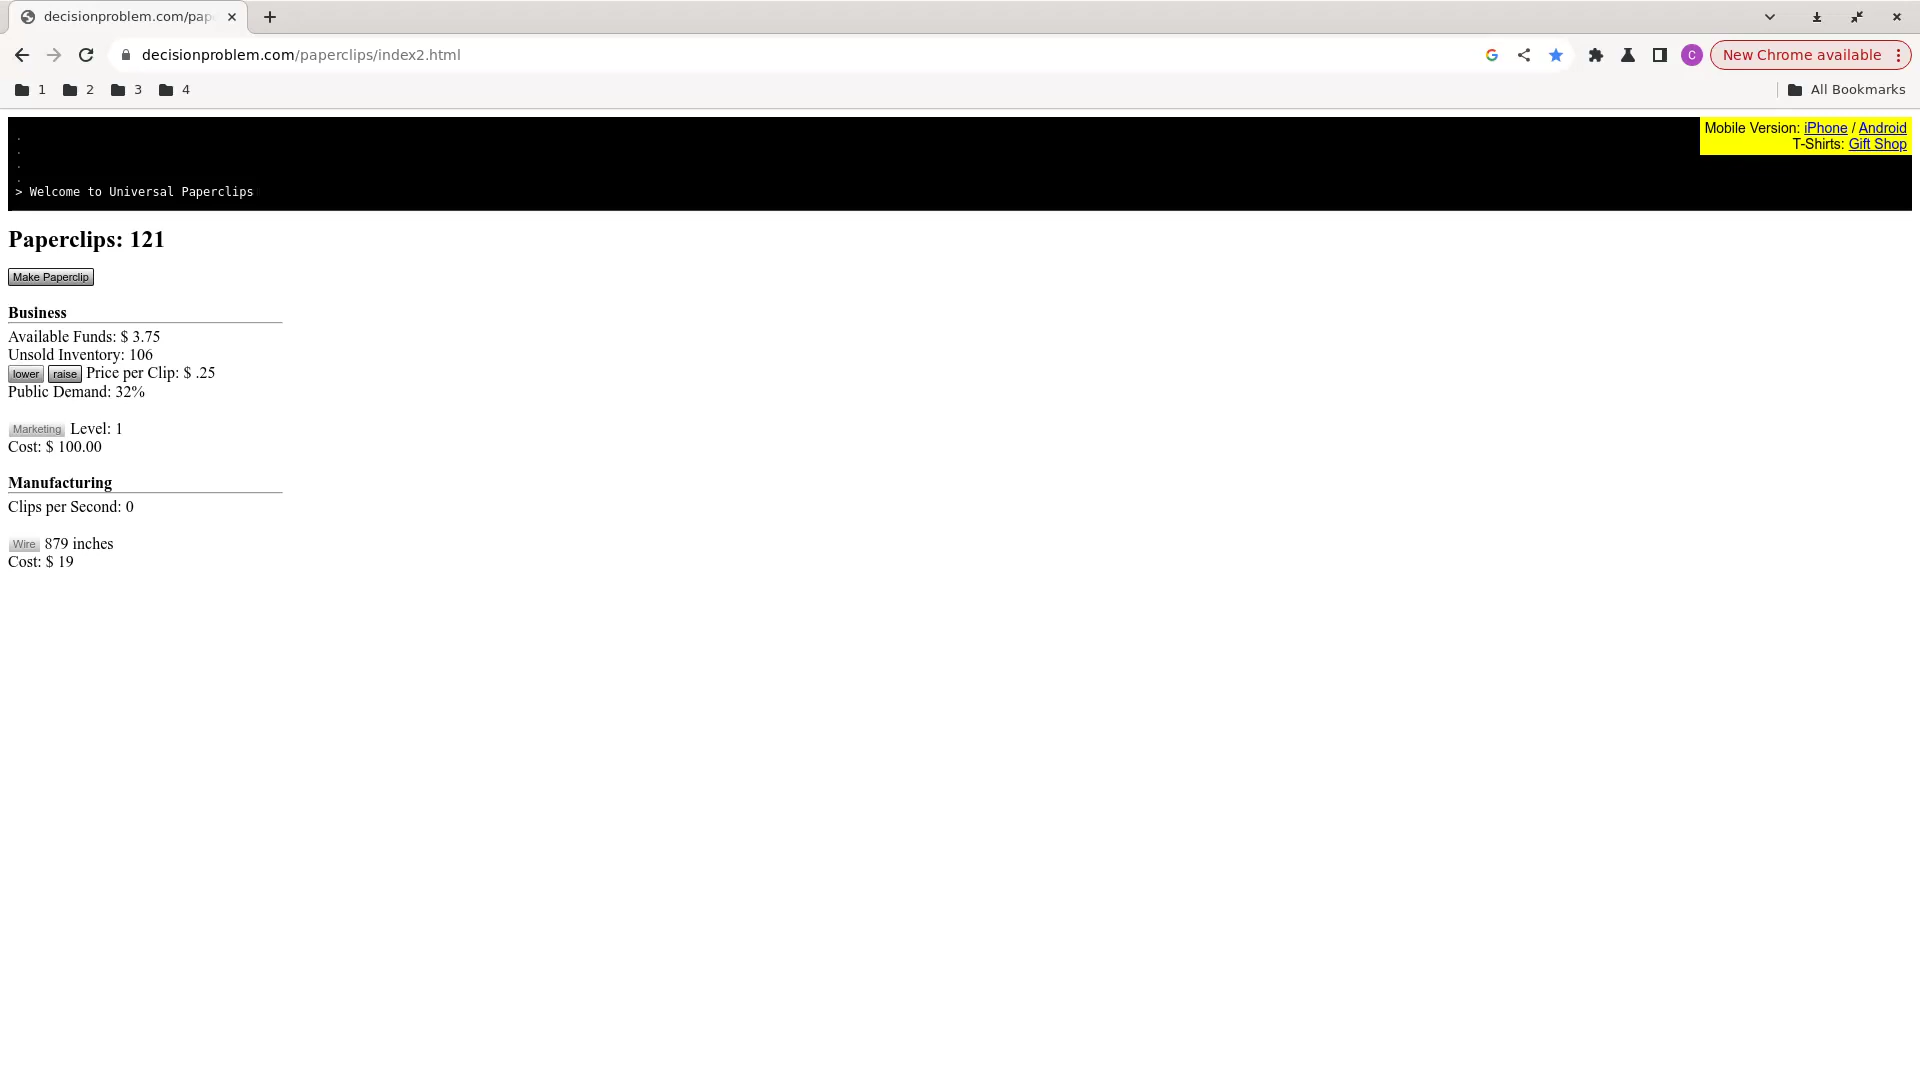 decisionproblem.com/pap
decisionproblem.com/paperclips/index2.html
C
New Chrome available
1
2
3
4
All Bookmarks
Mobile Version: iPhone / Android
T-Shirts: Gift Shop
.
.
.
.
> Welcome to Universal Paperclips
Paperclips: 121
Make Paperclip
Business
Available Funds: $ 3.75
Unsold Inventory: 106
lower raise Price per Clip: $ .25
Public Demand: 32%
Marketing Level: 1
Cost: $ 100.00
Manufacturing
Clips per Second: 0
Wire 879 inches
Cost: $ 19